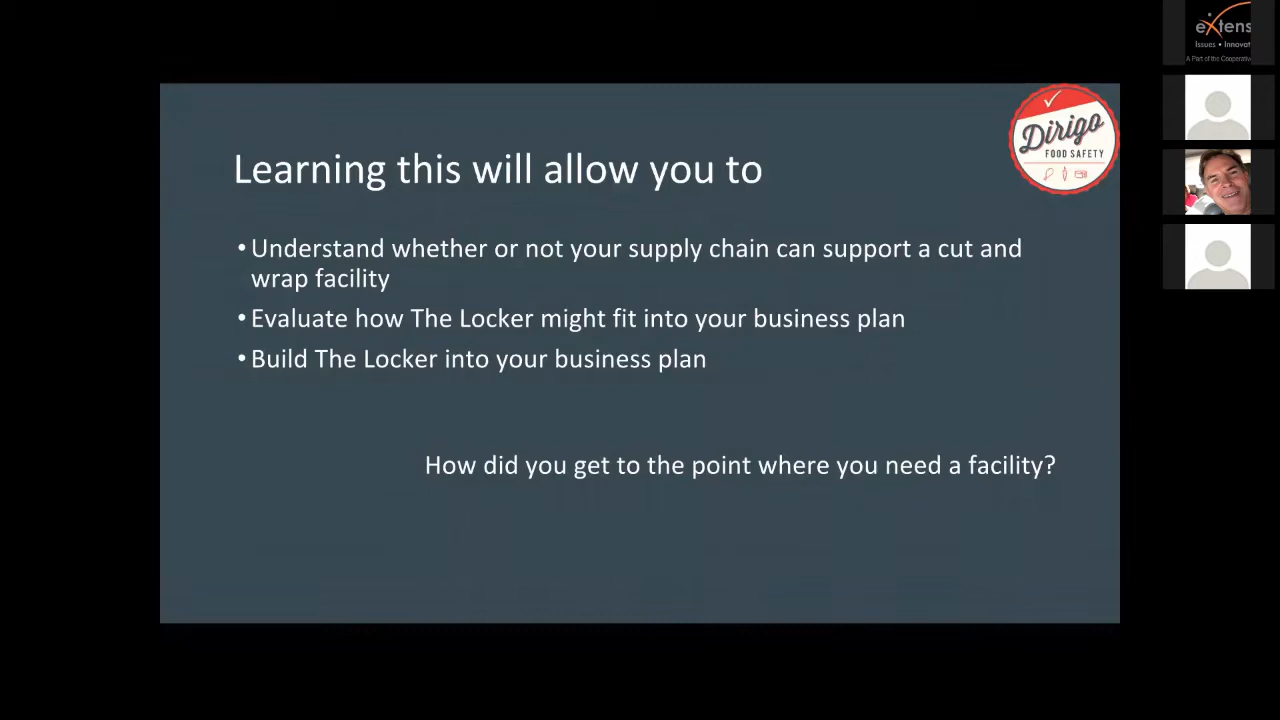 Learning this will allow you to
• Understand whether or not your supply chain can support a cut and
wrap facility
• Evaluate how The Locker might fit into your business plan
• Build The Locker into your business plan
How did you get to the point where you need a facility?
Dirigo
FOOD SAFETY
eXtens
Issues • Innovat
A Part of the Cooperativ